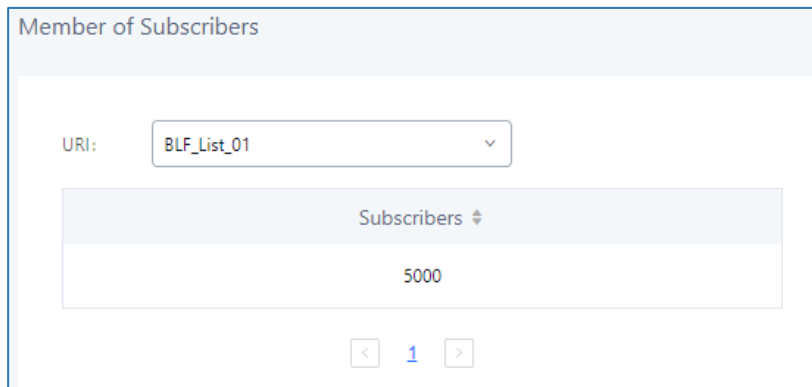 Member of Subscribers
URI:
BLF_List_01
Subscribers
5000
< 1 >